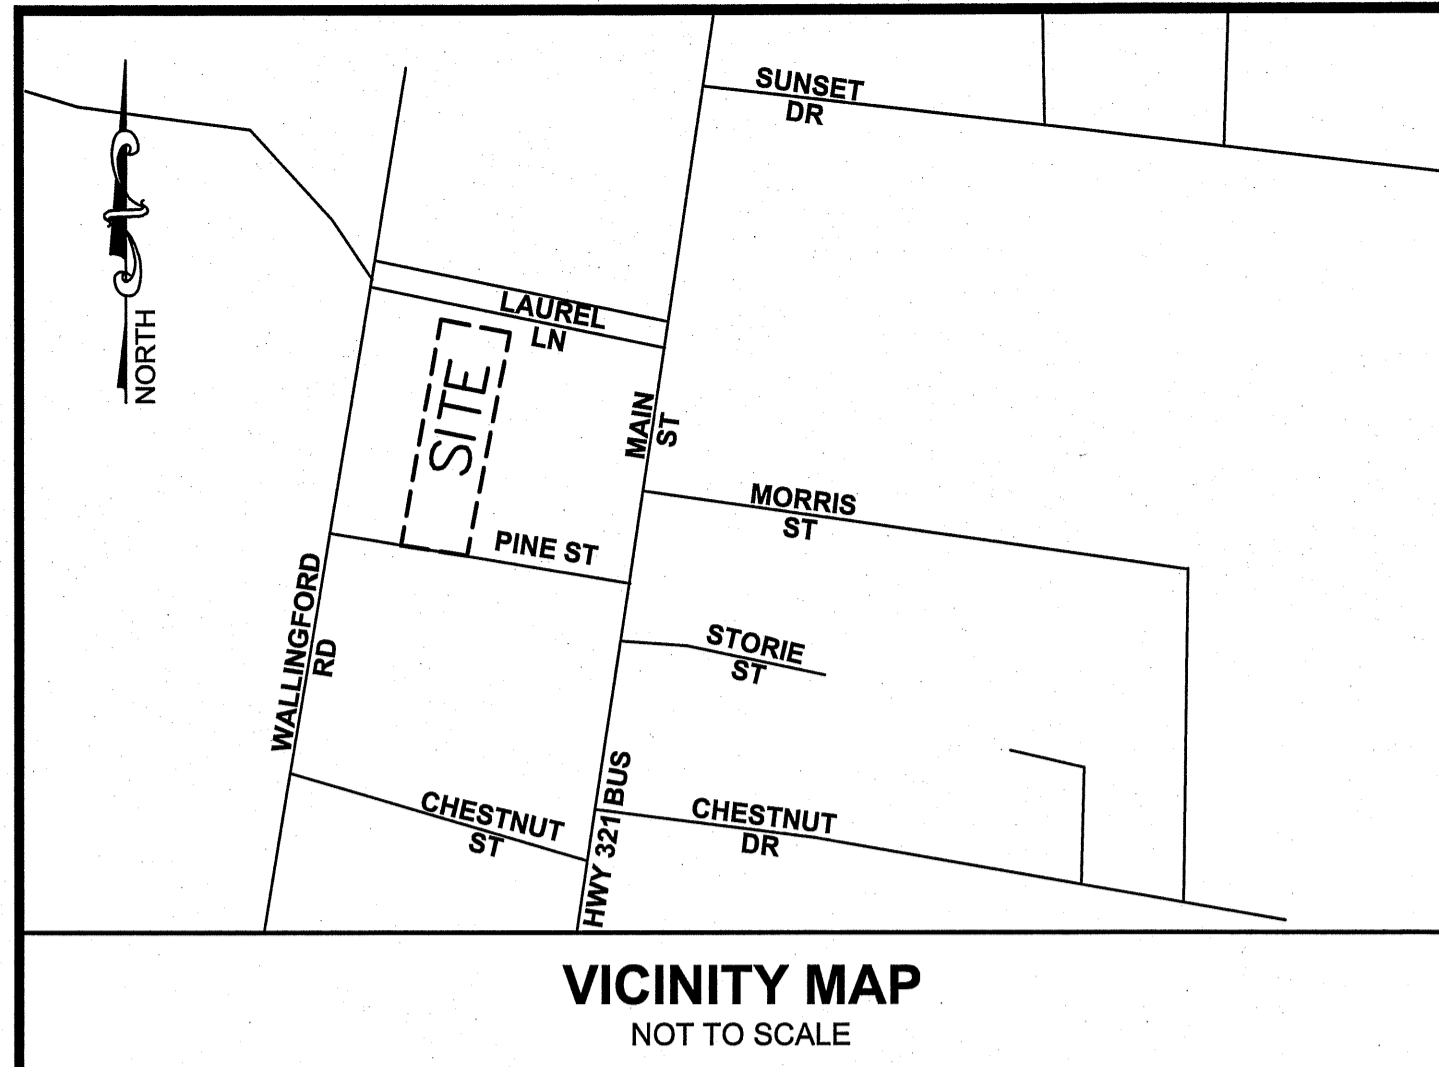 SUNSET
DR
NORTH
LAUREL
LN
SITE
MAIN
ST
MORRIS
ST
PINE ST
WALLINGFORD
RD
STORIE
ST
HWY 321 BUS
CHESTNUT
ST
CHESTNUT
DR
VICINITY MAP
NOT TO SCALE